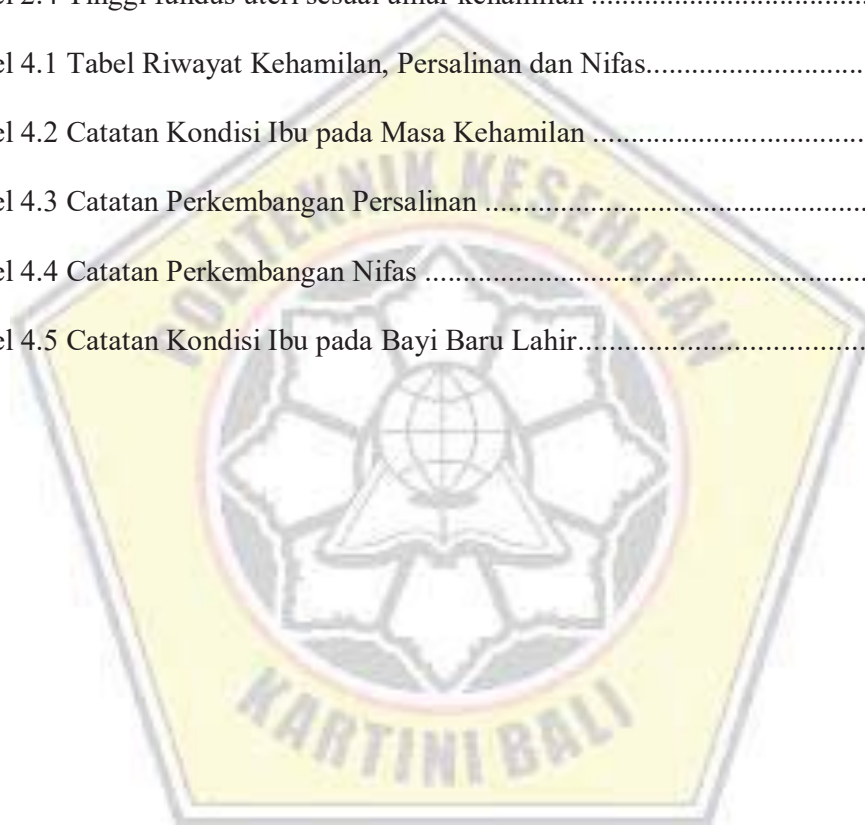 el 2.4 Tinggi fundus uteri sesuai umur kehamilan ....................................
el 4.1 Tabel Riwayat Kehamilan, Persalinan dan Nifas............................
el 4.2 Catatan Kondisi Ibu pada Masa Kehamilan ...................................
el 4.3 Catatan Perkembangan Persalinan .................................................
el 4.4 Catatan Perkembangan Nifas .........................................................
el 4.5 Catatan Kondisi Ibu pada Bayi Baru Lahir.....................................
POLITEKNIK KESEHATAN
KARTINI BALI